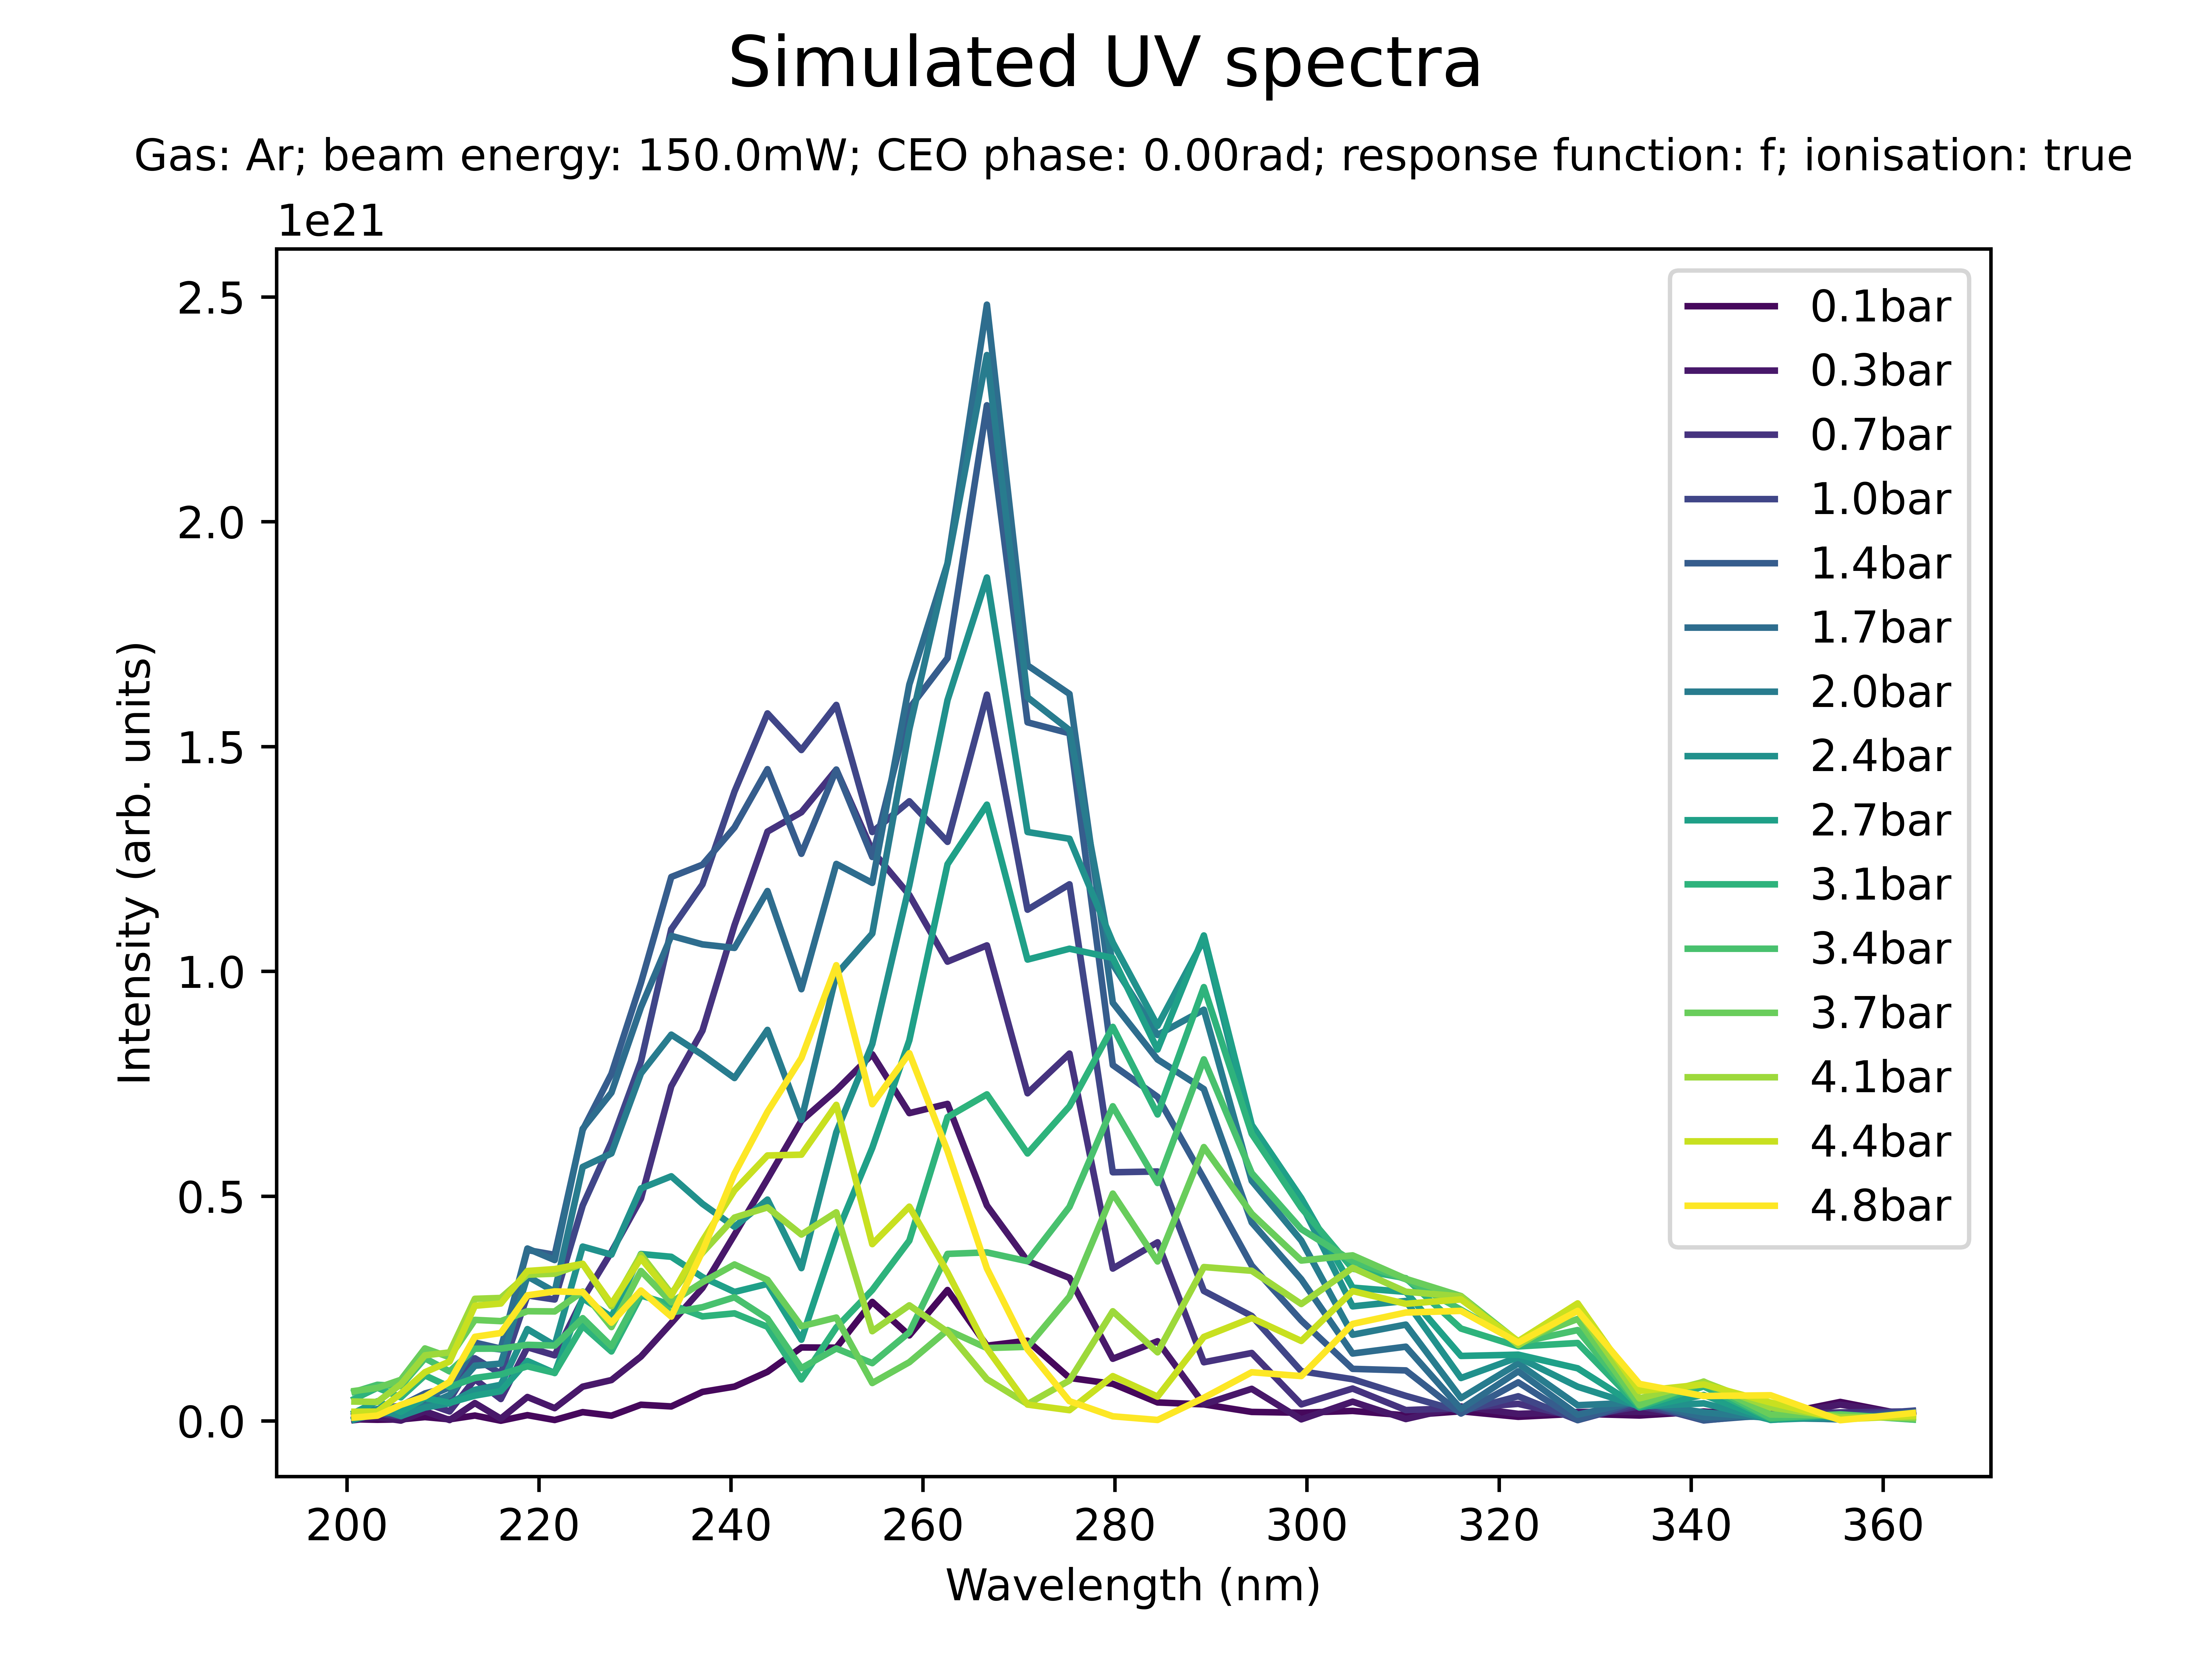 Simulated UV spectra
Gas: Ar; beam energy: 150.0mW; CEO phase: 0.00rad; response function: f; ionisation: true
1e21
2.5
2.0
1.5
1.0
0.5
0.0
Intensity (arb. units)
200 220 240 260 280 300 320 340 360
Wavelength (nm)
0.1bar
0.3bar
0.7bar
1.0bar
1.4bar
1.7bar
2.0bar
2.4bar
2.7bar
3.1bar
3.4bar
3.7bar
4.1bar
4.4bar
4.8bar